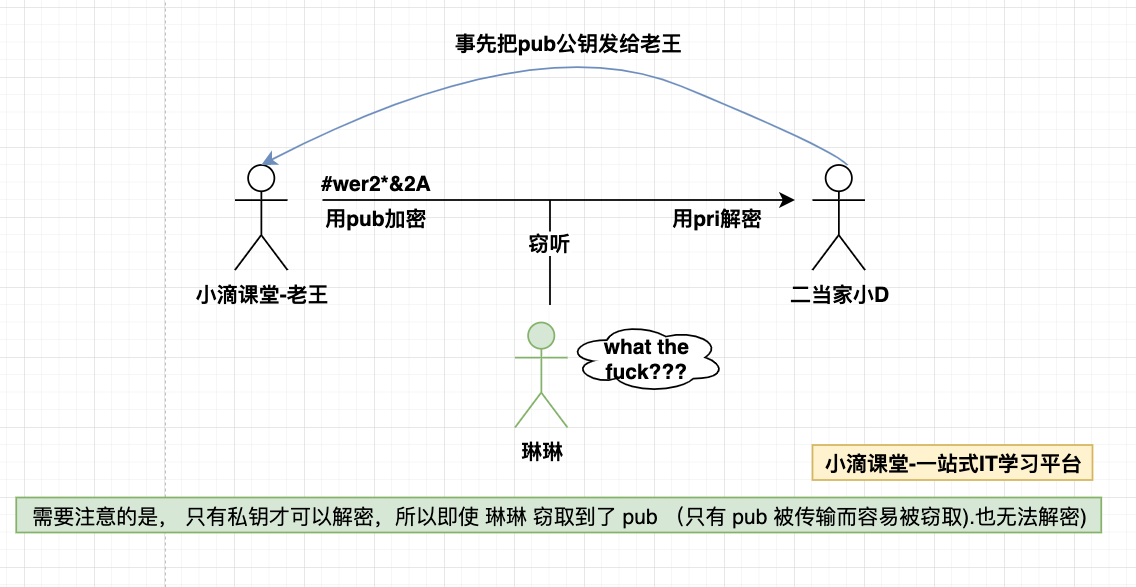 事先把pub公钥发给老王
#wer2*&2A
用pub加密
用pri解密
窃听
小滴课堂-老王
二当家小D
what the
fuck???
琳琳
小滴课堂-一站式IT学习平台
需要注意的是， 只有私钥才可以解密，所以即使 琳琳 窃取到了 pub （只有 pub 被传输而容易被窃取).也无法解密)